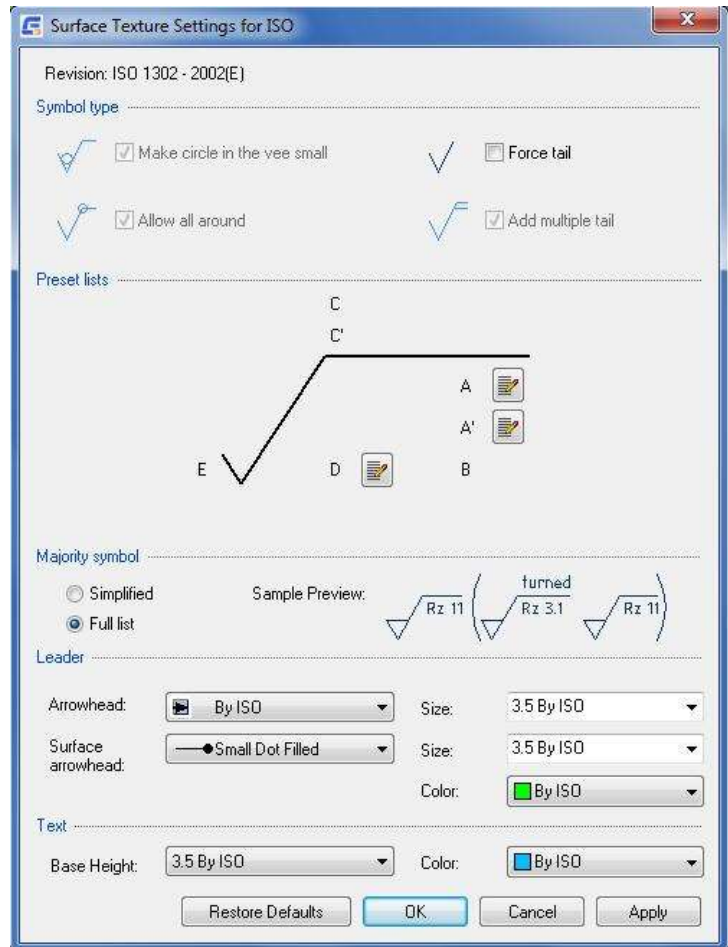 Surface Texture Settings for ISO
Revision: ISO 1302 - 2002(E)
Symbol type
Make circle in the vee small
Force tail
Allow all around
Add multiple tail
Preset lists
C
C'
A
A'
E
D
B
Majority symbol
Simplified
Full list
Sample Preview:
turned
Rz 11
Rz 3.1
Rz 11
Leader
Arrowhead:
By ISO
Size:
3.5 By ISO
Surface
arrowhead:
Small Dot Filled
Size:
3.5 By ISO
Color:
By ISO
Text
Base Height:
3.5 By ISO
Color:
By ISO
Restore Defaults
OK
Cancel
Apply